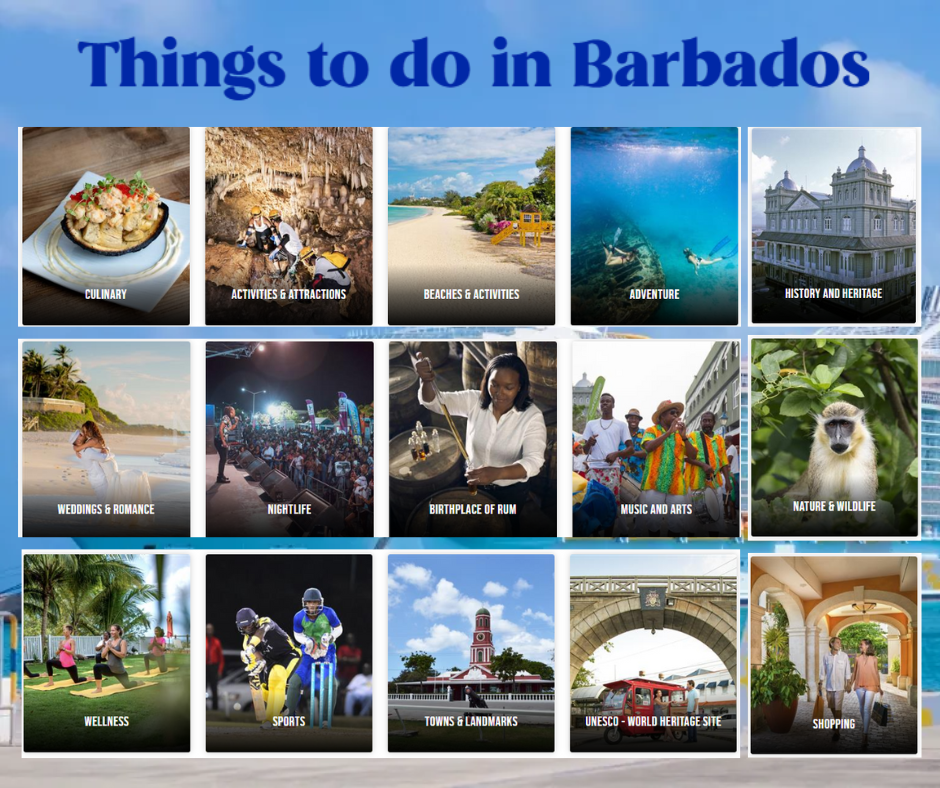 Things to do in Barbados
CULINARY
ACTIVITIES & ATTRACTIONS
BEACHES & ACTIVITIES
ADVENTURE
HISTORY AND HERITAGE
WEDDINGS & ROMANCE
NIGHTLIFE
BIRTHPLACE OF RUM
MUSIC AND ARTS
NATURE & WILDLIFE
WELLNESS
SPORTS
TOWNS & LANDMARKS
UNESCO - WORLD HERITAGE SITE
SHOPPING